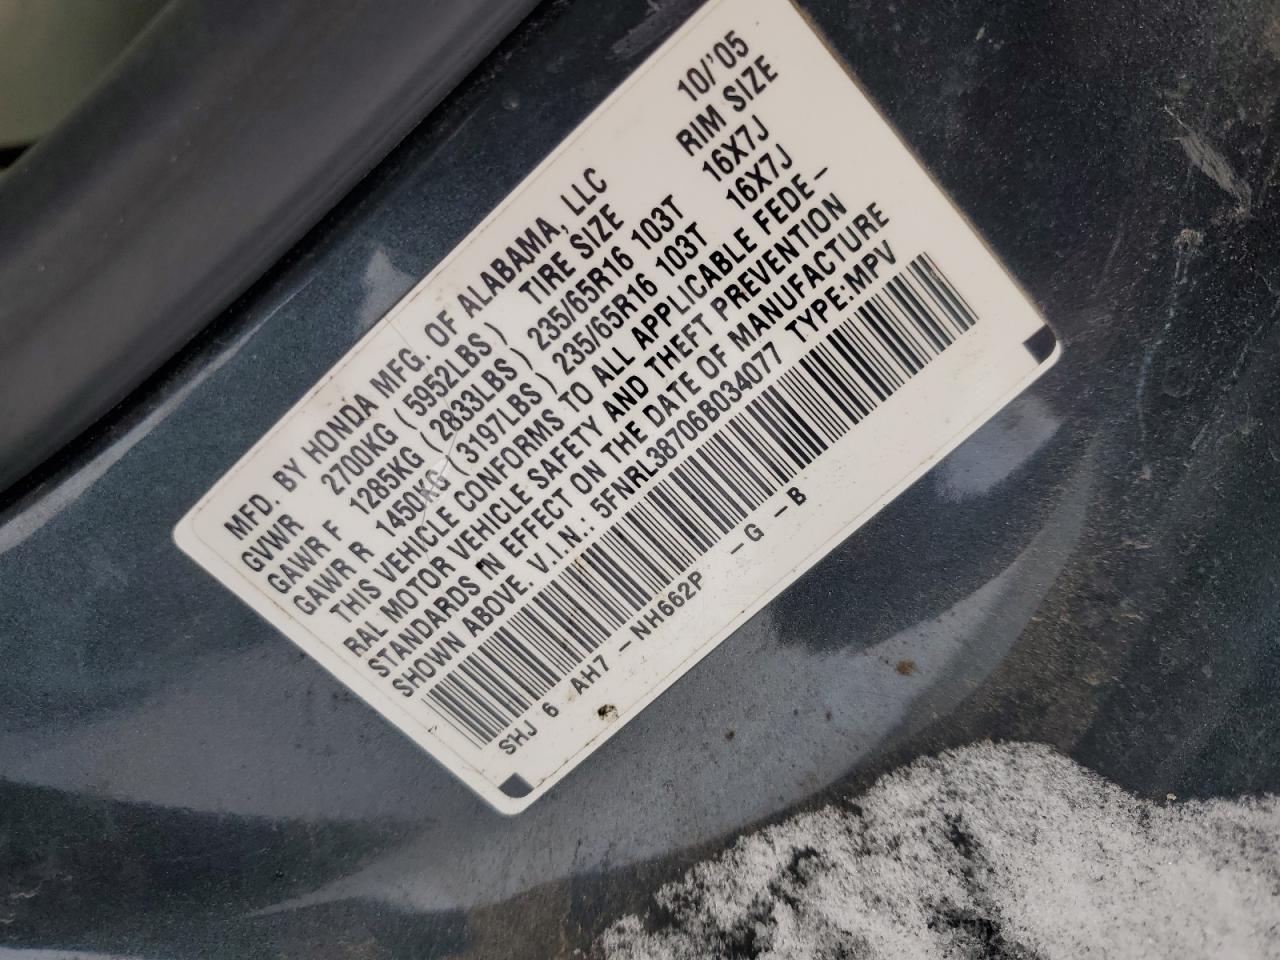 MFD. BY HONDA MFG. OF ALABAMA, LLC 10/'05
GVWR 2700KG (5952LBS) TIRE SIZE RIM SIZE
GAWR F 1285KG (2833LBS) 235/65R16 103T 16X7J
GAWR R 1450KG (3197LBS) 235/65R16 103T 16X7J
THIS VEHICLE CONFORMS TO ALL APPLICABLE FEDE-
RAL MOTOR VEHICLE SAFETY AND THEFT PREVENTION
STANDARDS IN EFFECT ON THE DATE OF MANUFACTURE
SHOWN ABOVE. V.I.N.: 5FNRL38706B034077 TYPE:MPV
SHJ 6 AH7 - NH662P - G - B